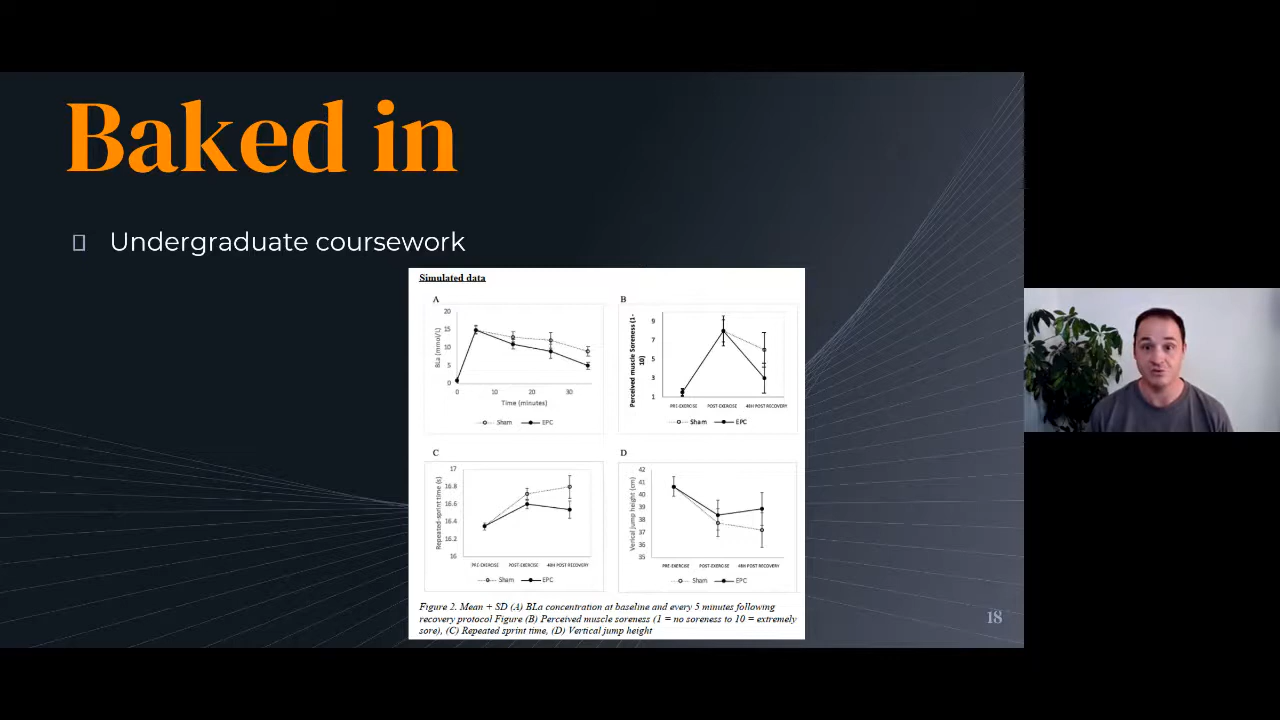 Baked in
Undergraduate coursework
Simulated data
A
20
15
10
5
0
BLa (mmol/L)
0 10 20 30
Time (minutes)
Sham EPC
B
9
7
5
3
1
Perceived muscle Soreness (1-
10)
PRE-EXERCISE POST-EXERCISE 48H POST RECOVERY
Sham EPC
C
17
16.8
16.6
16.4
16.2
16
Repeated-sprint time (s)
PRE-EXERCISE POST-EXERCISE 48H POST RECOVERY
Sham EPC
D
42
41
40
39
38
37
36
35
Verical jump height (cm)
PRE-EXERCISE POST-EXERCISE 48H POST RECOVERY
Sham EPC
Figure 2. Mean + SD (A) BLa concentration at baseline and every 5 minutes following
recovery protocol Figure (B) Perceived muscle soreness (1 = no soreness to 10 = extremely
sore), (C) Repeated sprint time, (D) Vertical jump height
18